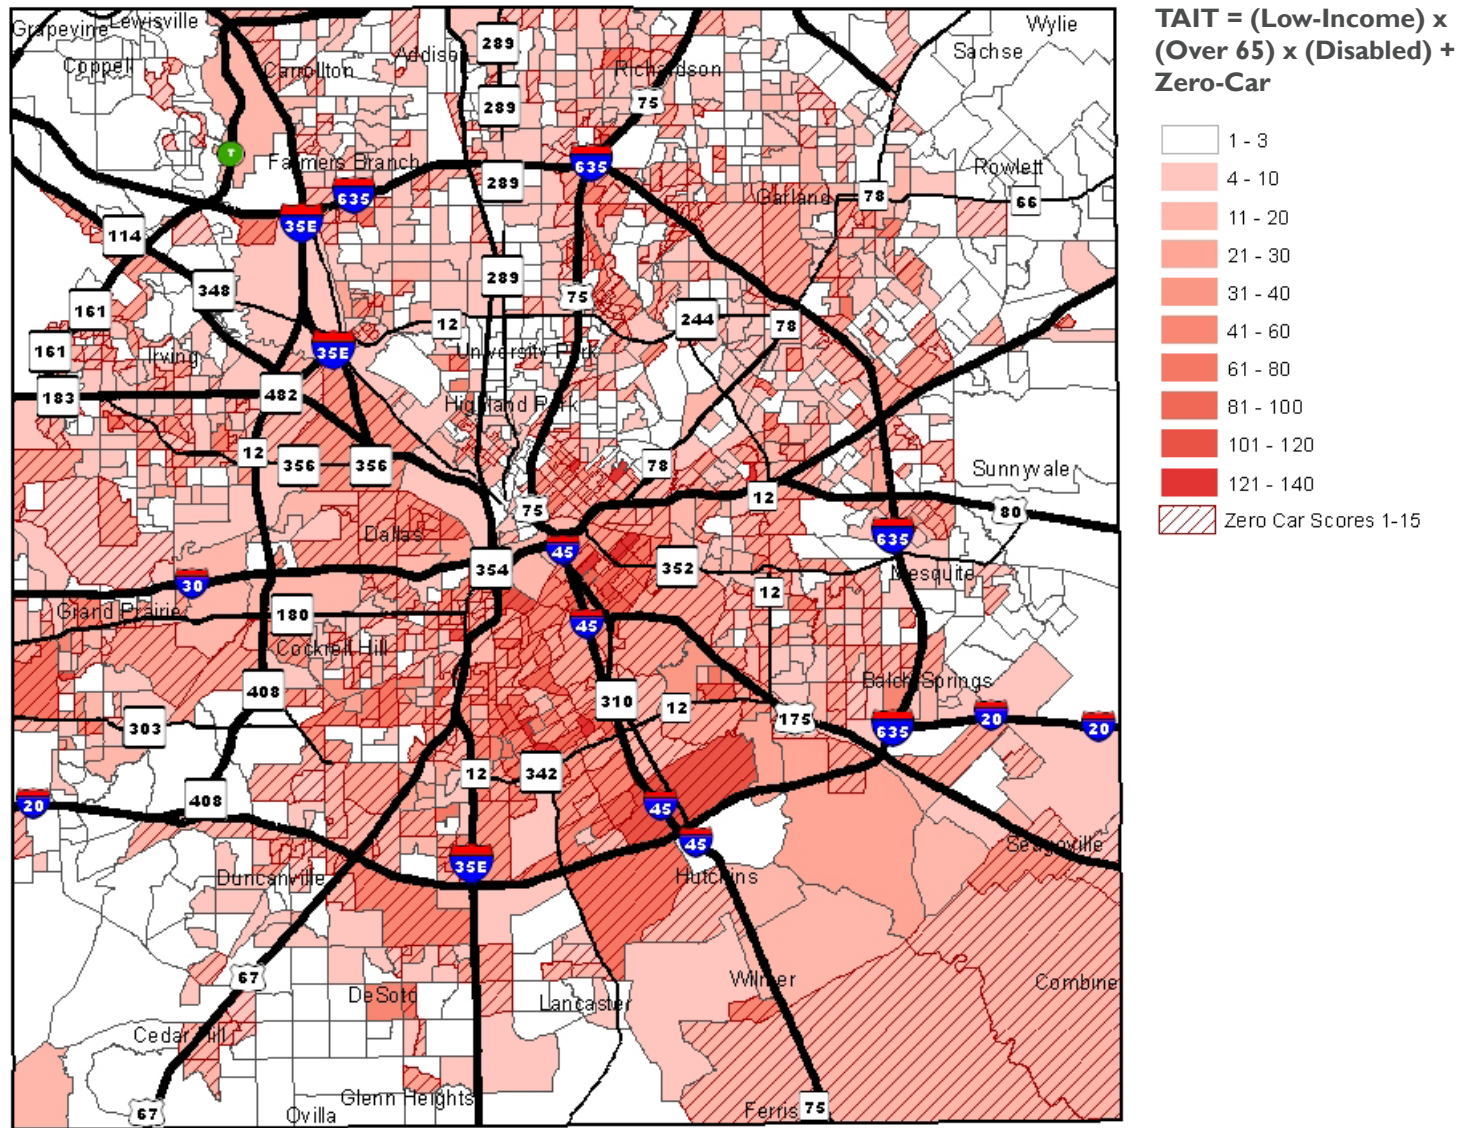 TAIT = (Low-Income) x
(Over 65) x (Disabled) +
Zero-Car
1 - 3
4 - 10
11 - 20
21 - 30
31 - 40
41 - 60
61 - 80
81 - 100
101 - 120
121 - 140
Zero Car Scores 1-15
Grapevine
Lewisville
Wylie
289
Addison
Sachse
Coppell
Carrollton
Richardson
289
75
T
Farmers Branch
635
Rowlett
289
635
Garland
78
66
35E
114
348
289
75
161
12
244
78
161
Irving
35E
University Park
183
482
Highland Park
12
356
356
78
Sunnyvale
12
75
80
Dallas
45
635
354
352
Mesquite
30
12
Grand Prairie
180
45
Cockrell Hill
408
310
12
Balch Springs
303
175
635
20
20
12
342
20
408
45
45
Seagoville
35E
Duncanville
Hutchins
67
Wilmer
Combine
DeSoto
Lancaster
Cedar Hill
Glenn Heights
67
Ovilla
Ferris
75